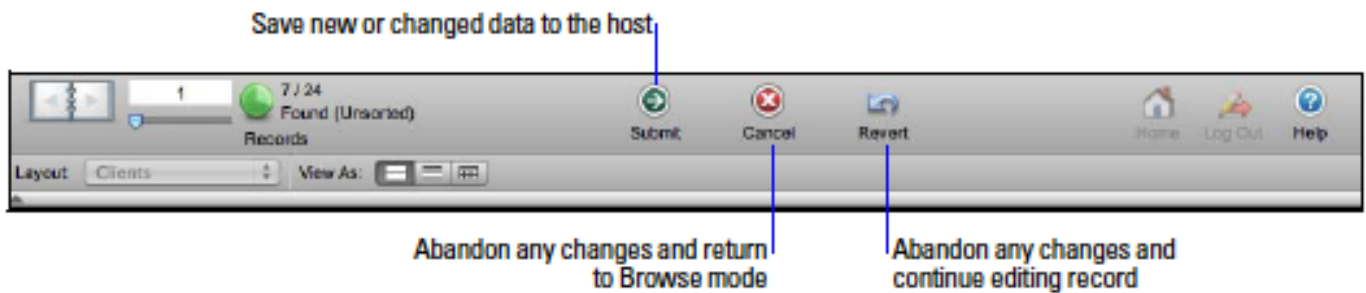 Save new or changed data to the host
1
7 / 24
Found (Unsorted)
Records
Submit
Cancel
Revert
Home
Log Out
Help
Layout
Clients
View As:
Abandon any changes and return
to Browse mode
Abandon any changes and
continue editing record